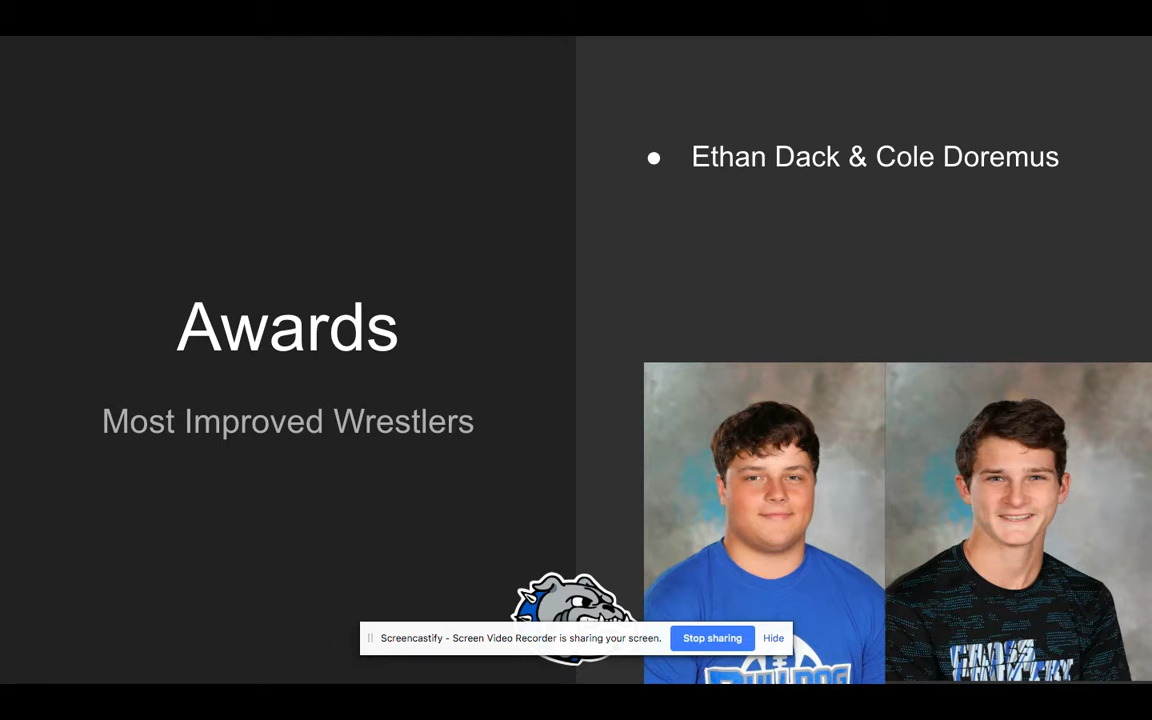 Ethan Dack & Cole Doremus
Awards
Most Improved Wrestlers
Screencastify - Screen Video Recorder is sharing your screen.
Stop sharing
Hide